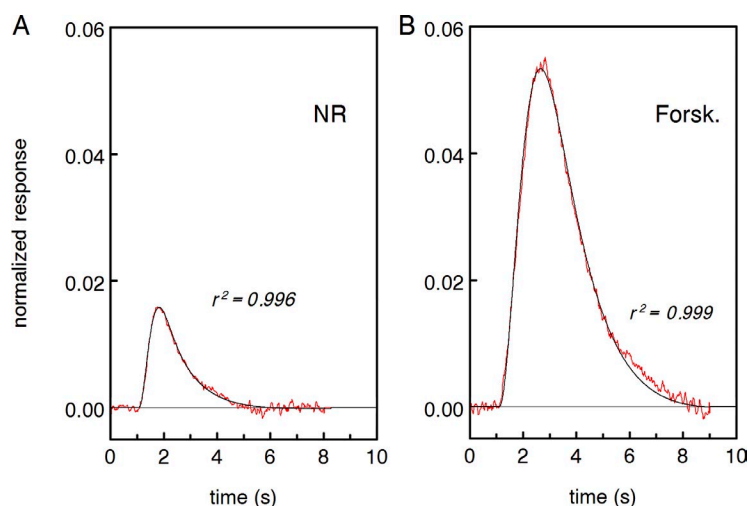 A
B
normalized response
0.06
0.04
0.02
0.00
NR
r² = 0.996
0 2 4 6 8 10
time (s)
0.06
0.04
0.02
0.00
Forsk.
r² = 0.999
0 2 4 6 8 10
time (s)